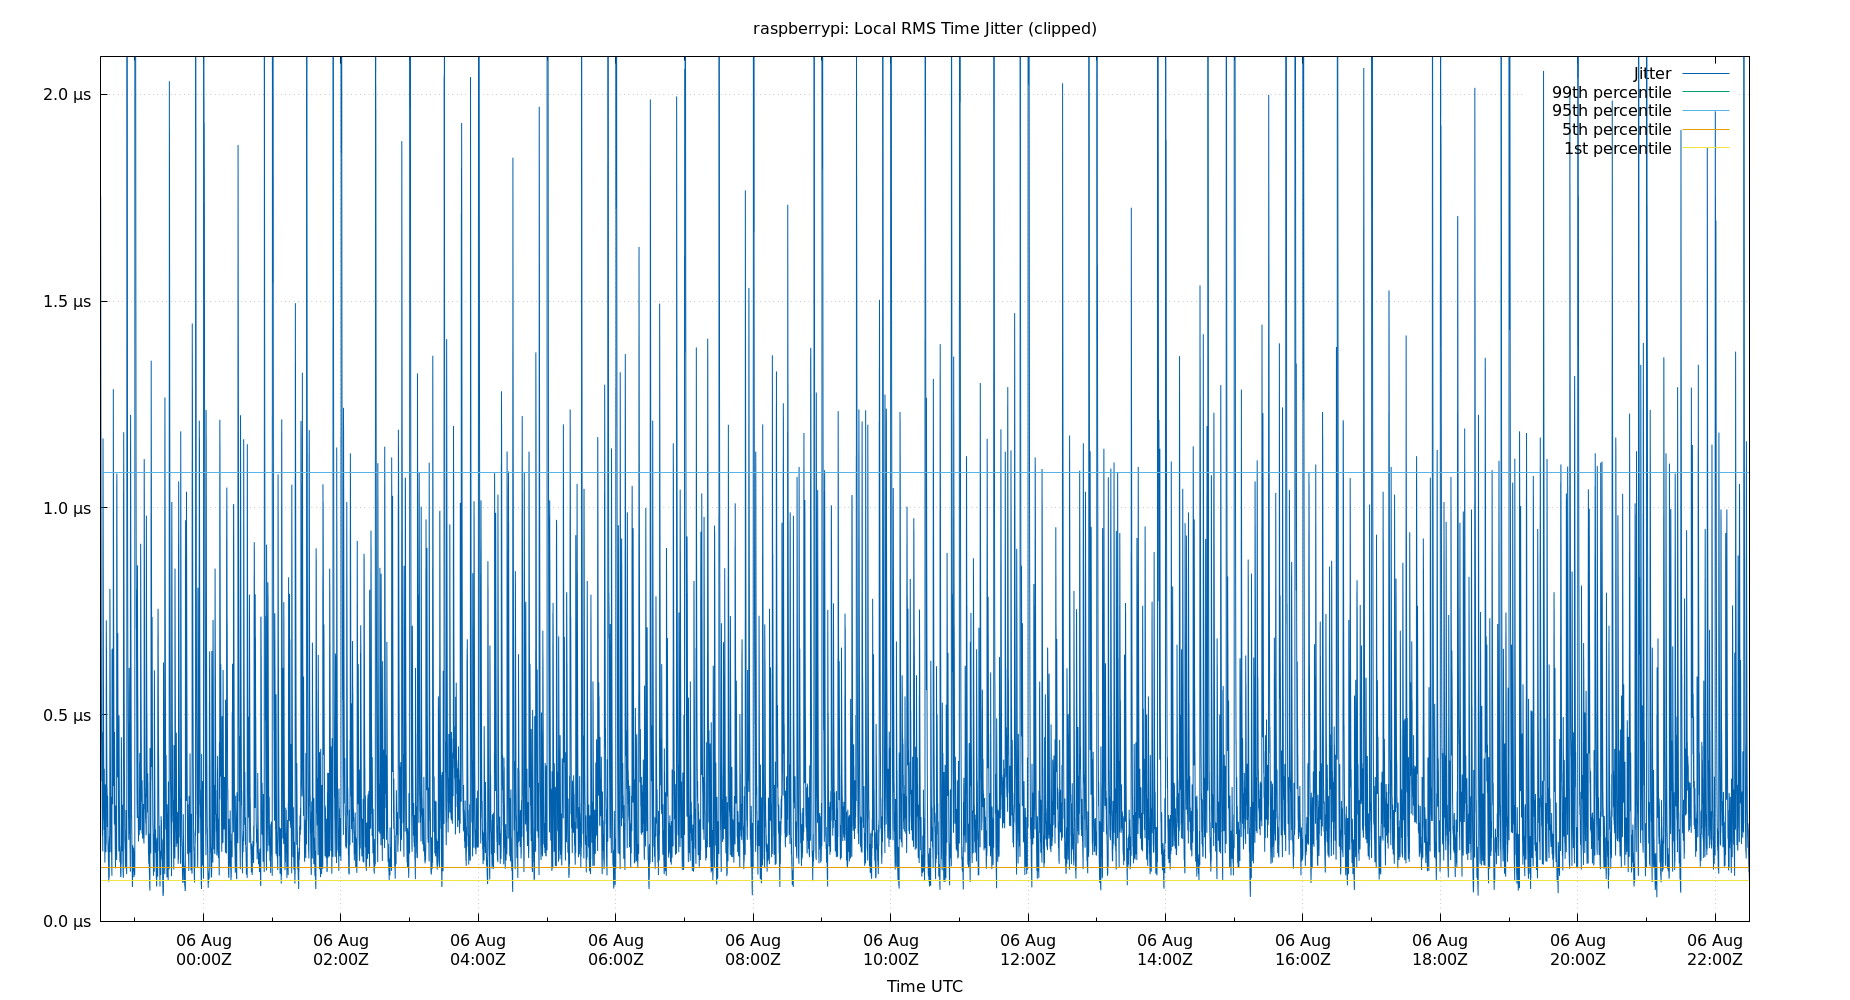 raspberrypi: Local RMS Time Jitter (clipped)
Jitter
99th percentile
95th percentile
5th percentile
1st percentile
2.0 µs
1.5 µs
1.0 µs
0.5 µs
0.0 µs
06 Aug 06 Aug 06 Aug 06 Aug 06 Aug 06 Aug 06 Aug 06 Aug 06 Aug 06 Aug 06 Aug 06 Aug
00:00Z 02:00Z 04:00Z 06:00Z 08:00Z 10:00Z 12:00Z 14:00Z 16:00Z 18:00Z 20:00Z 22:00Z
Time UTC